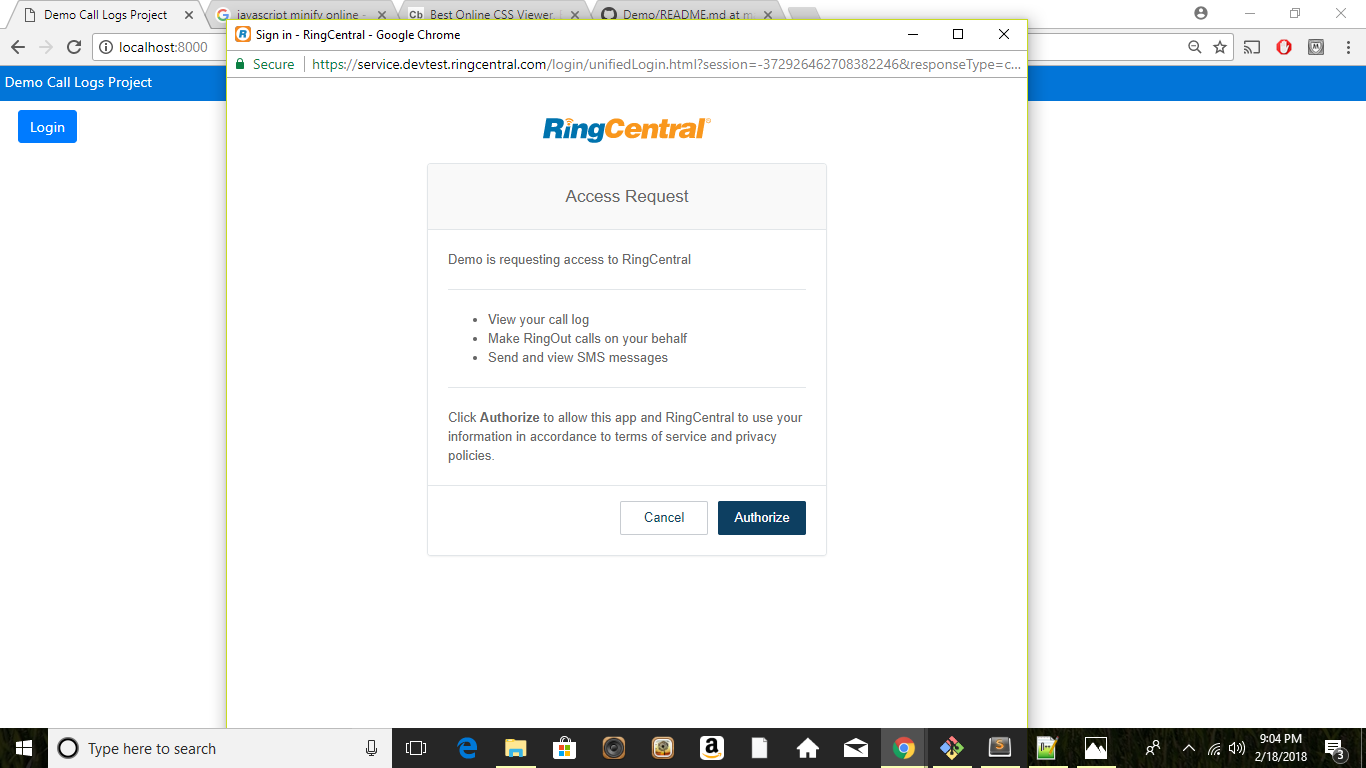 Demo Call Logs Project
javascript minify online -
Cb Best Online CSS Viewer,
Demo/README.md at m
localhost:8000
Sign in - RingCentral - Google Chrome
Secure
https://service.devtest.ringcentral.com/login/unifiedLogin.html?session=-372926462708382246&responseType=c...
Demo Call Logs Project
Login
RingCentral
Access Request
Demo is requesting access to RingCentral
• View your call log
• Make RingOut calls on your behalf
• Send and view SMS messages
Click Authorize to allow this app and RingCentral to use your
information in accordance to terms of service and privacy
policies.
Cancel
Authorize
Type here to search
9:04 PM
2/18/2018
3